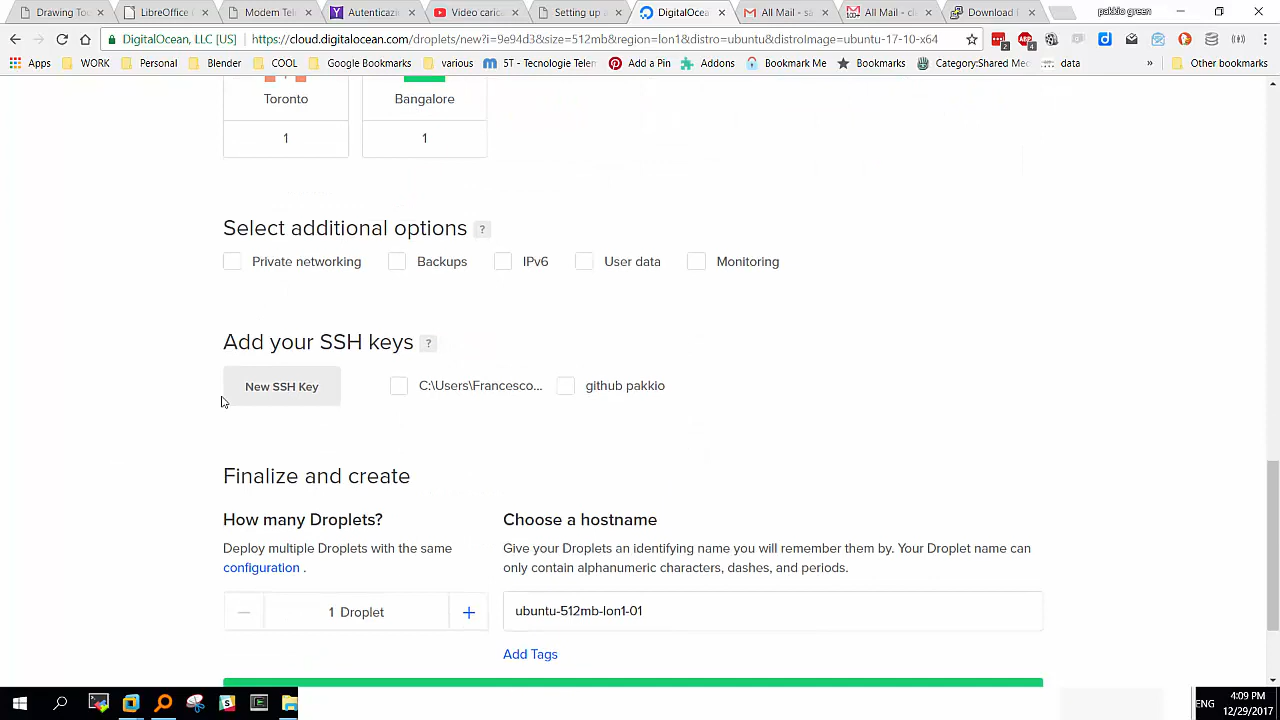 Drawing Tou
LibreOffice
Modem Tel
Autenticazi
Video caric
Setting up a
DigitalOcea
All Mail - s
All Mail - cl
Download
pakkio green
DigitalOcean, LLC [US]
https://cloud.digitalocean.com/droplets/new?i=9e94d3&size=512mb&region=lon1&distro=ubuntu&distroImage=ubuntu-17-10-x64
Apps
WORK
Personal
Blender
COOL
Google Bookmarks
various
5T - Tecnologie Telem
Add a Pin
Addons
Bookmark Me
Bookmarks
Category:Shared Med
data
»
Other bookmarks
Toronto
Bangalore
1
1
Select additional options ?
Private networking
Backups
IPv6
User data
Monitoring
Add your SSH keys ?
New SSH Key
C:\Users\Francesco...
github pakkio
Finalize and create
How many Droplets?
Choose a hostname
Deploy multiple Droplets with the same
configuration .
Give your Droplets an identifying name you will remember them by. Your Droplet name can
only contain alphanumeric characters, dashes, and periods.
1 Droplet
ubuntu-512mb-lon1-01
Add Tags
ENG
4:09 PM
12/29/2017